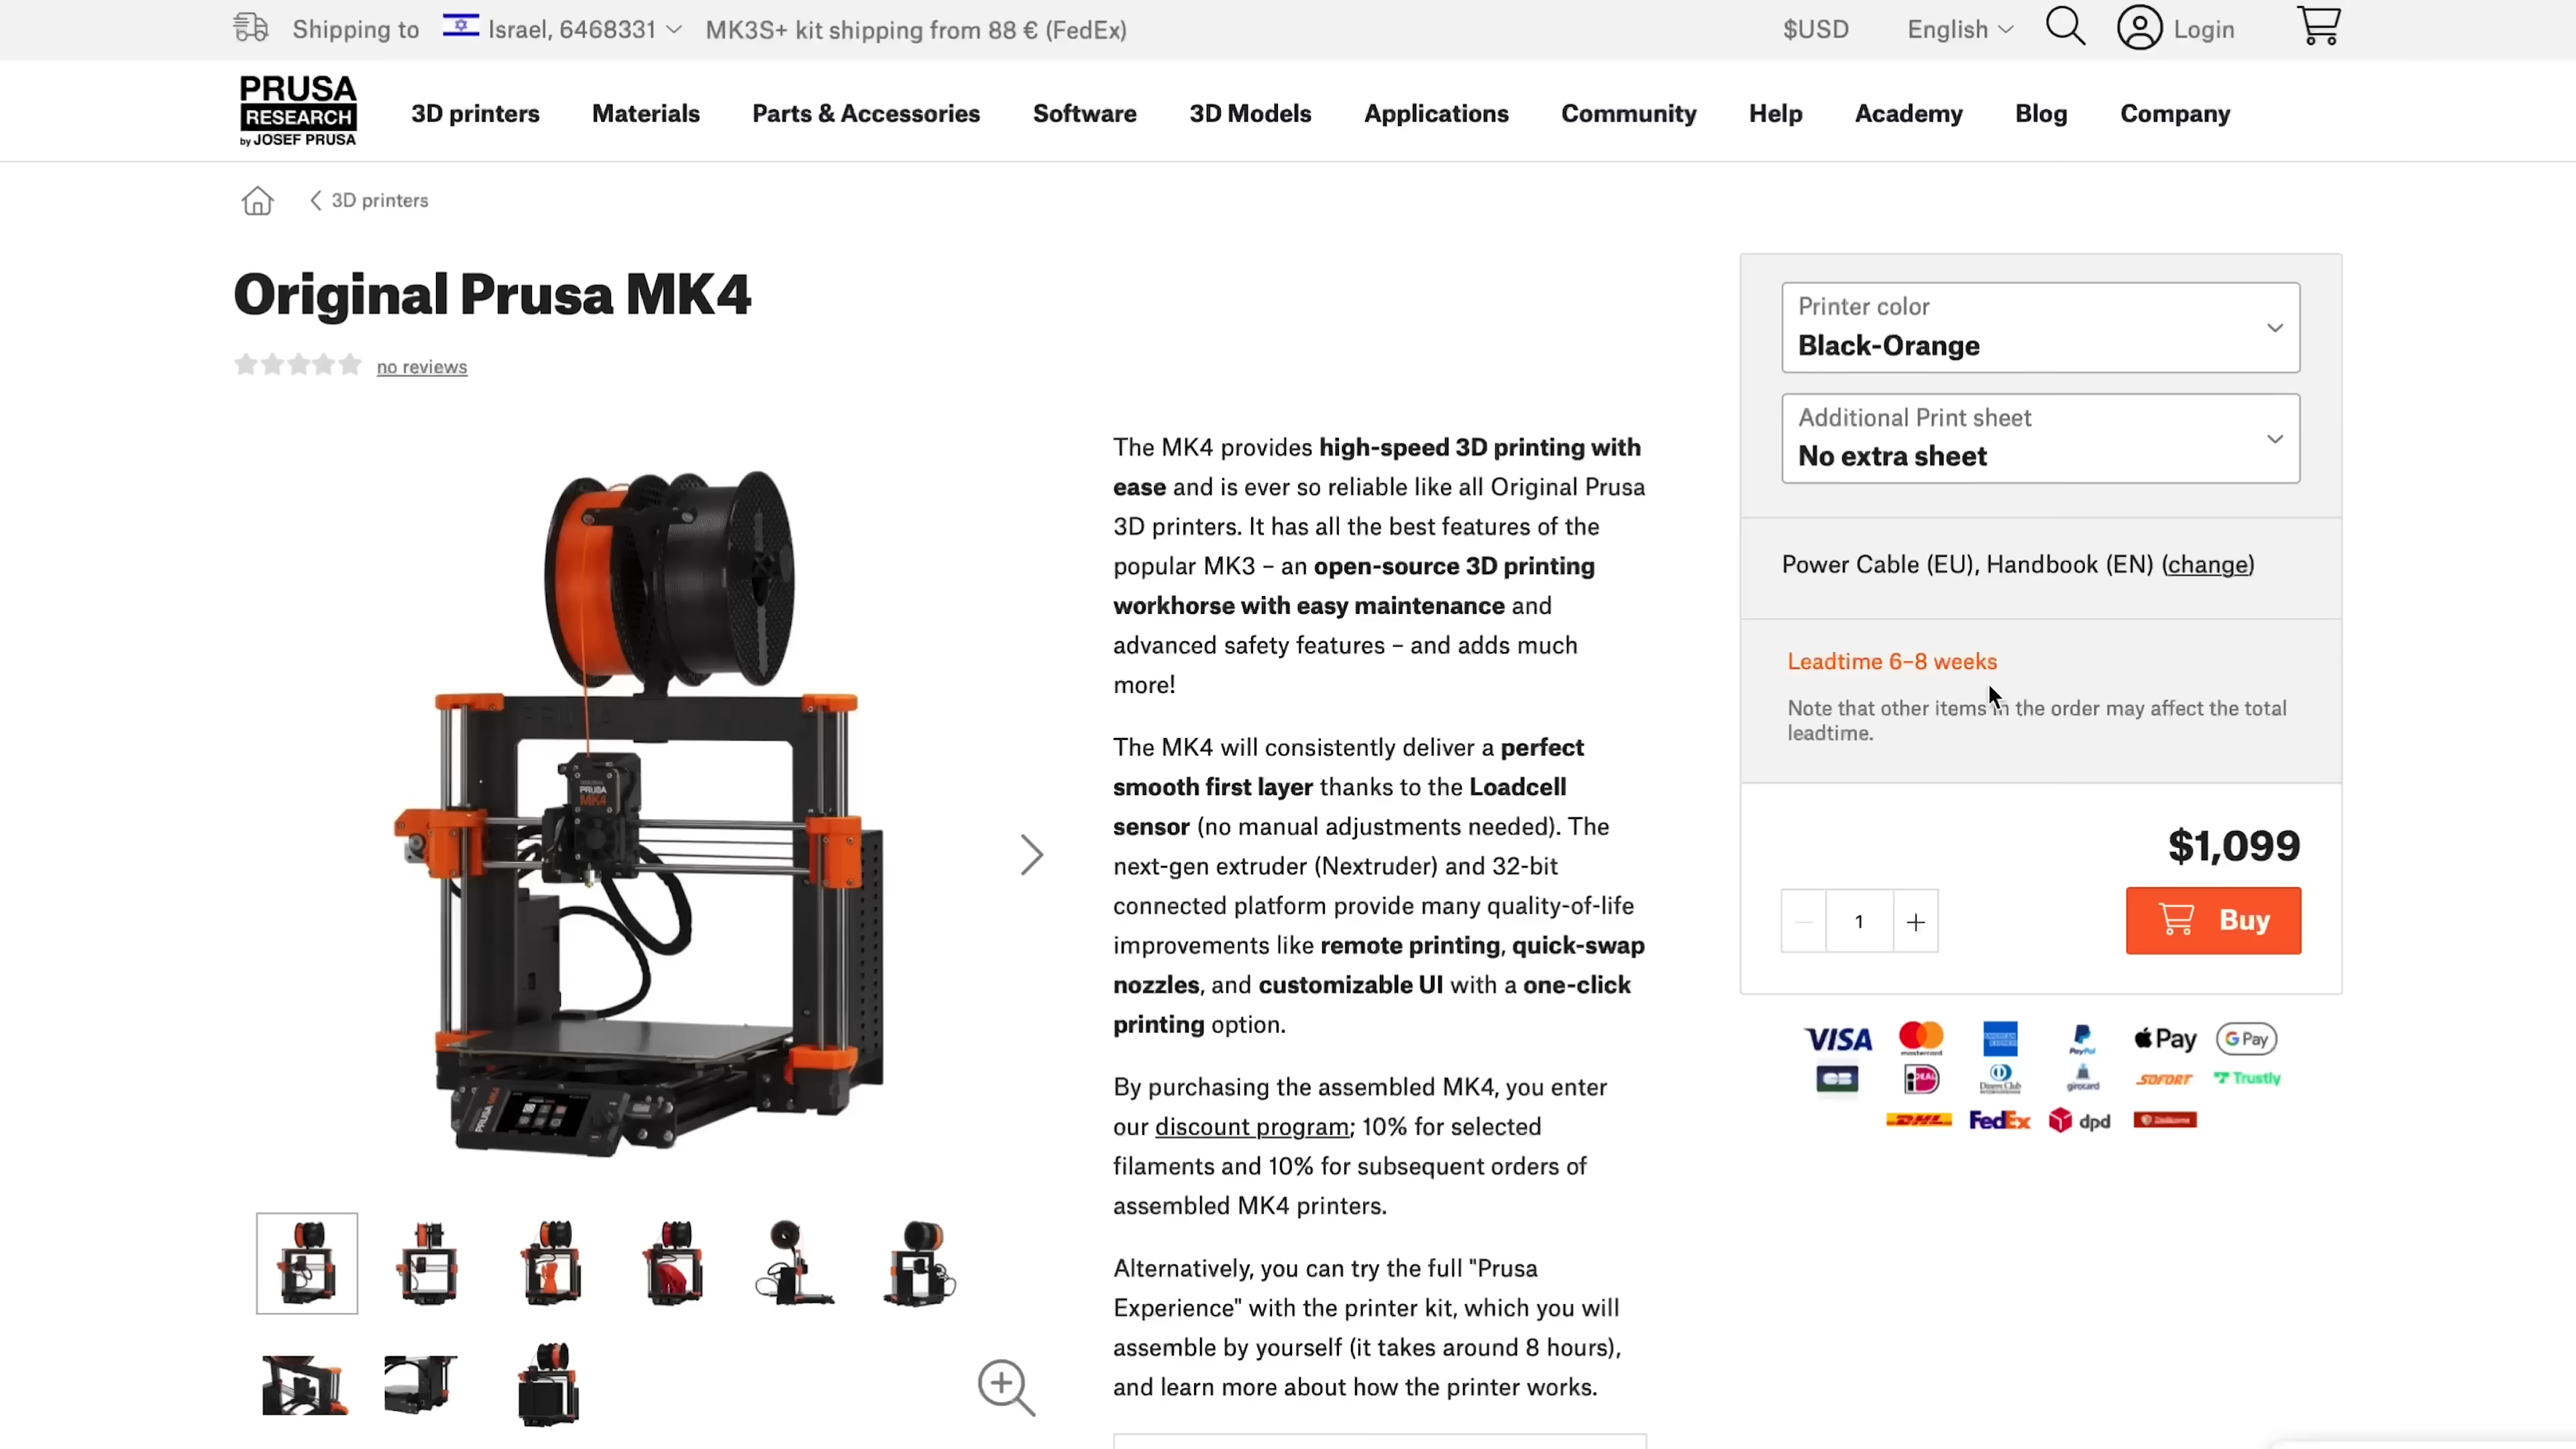 Shipping to Israel, 6468331 MK3S+ kit shipping from 88 € (FedEx) $USD English Login
PRUSA
RESEARCH
by JOSEF PRUSA
3D printers Materials Parts & Accessories Software 3D Models Applications Community Help Academy Blog Company
3D printers
Original Prusa MK4
no reviews
PRUSA
MK4
The MK4 provides high-speed 3D printing with
ease and is ever so reliable like all Original Prusa
3D printers. It has all the best features of the
popular MK3 – an open-source 3D printing
workhorse with easy maintenance and
advanced safety features – and adds much
more!
The MK4 will consistently deliver a perfect
smooth first layer thanks to the Loadcell
sensor (no manual adjustments needed). The
next-gen extruder (Nextruder) and 32-bit
connected platform provide many quality-of-life
improvements like remote printing, quick-swap
nozzles, and customizable UI with a one-click
printing option.
By purchasing the assembled MK4, you enter
our discount program; 10% for selected
filaments and 10% for subsequent orders of
assembled MK4 printers.
Alternatively, you can try the full "Prusa
Experience" with the printer kit, which you will
assemble by yourself (it takes around 8 hours),
and learn more about how the printer works.
Printer color
Black-Orange
Additional Print sheet
No extra sheet
Power Cable (EU), Handbook (EN) (change)
Leadtime 6-8 weeks
Note that other items in the order may affect the total
leadtime.
$1,099
1
Buy
VISA mastercard AMERICAN EXPRESS PayPal Pay G Pay
CB iDEAL Diners Club girocard SOFORT Trustly
DHL FedEx dpd